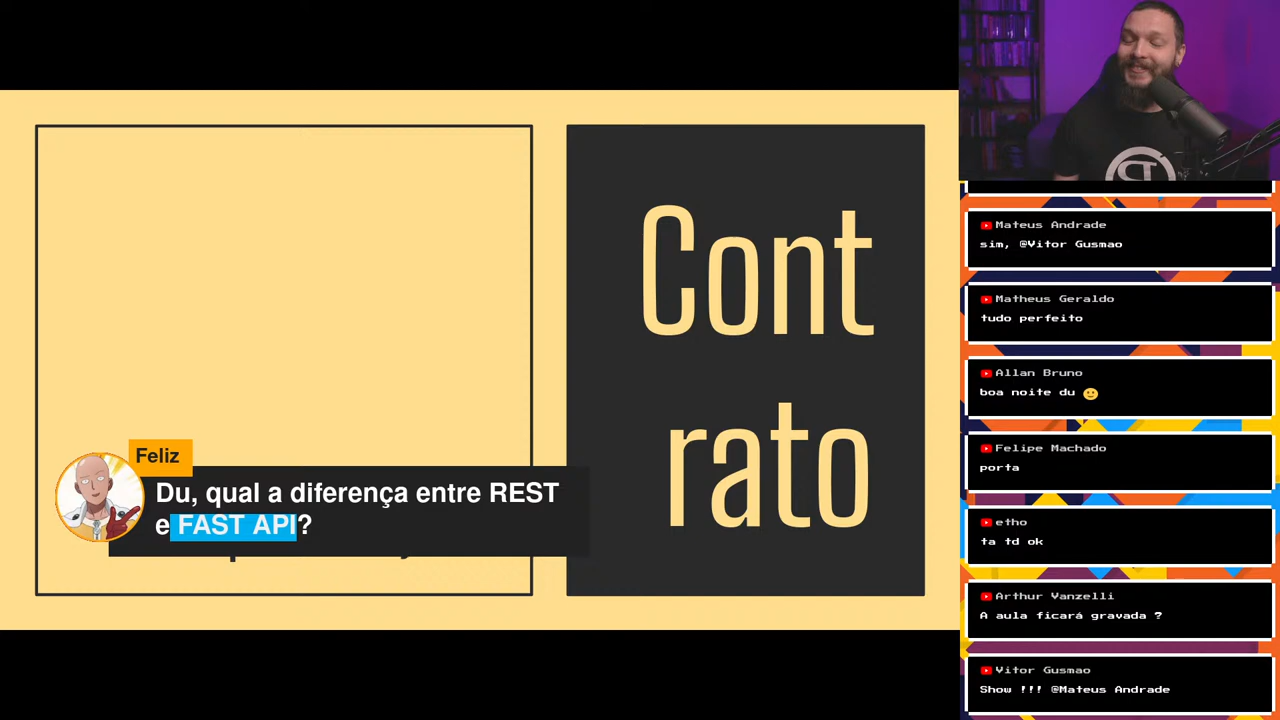 Cont
rato
Feliz
Du, qual a diferença entre REST
e FAST API?
Mateus Andrade
sim, @Vitor Gusmao
Matheus Geraldo
tudo perfeito
Allan Bruno
boa noite du 🙂
Felipe Machado
porta
etho
ta td ok
Arthur Vanzelli
A aula ficará gravada ?
Vitor Gusmao
Show !!! @Mateus Andrade